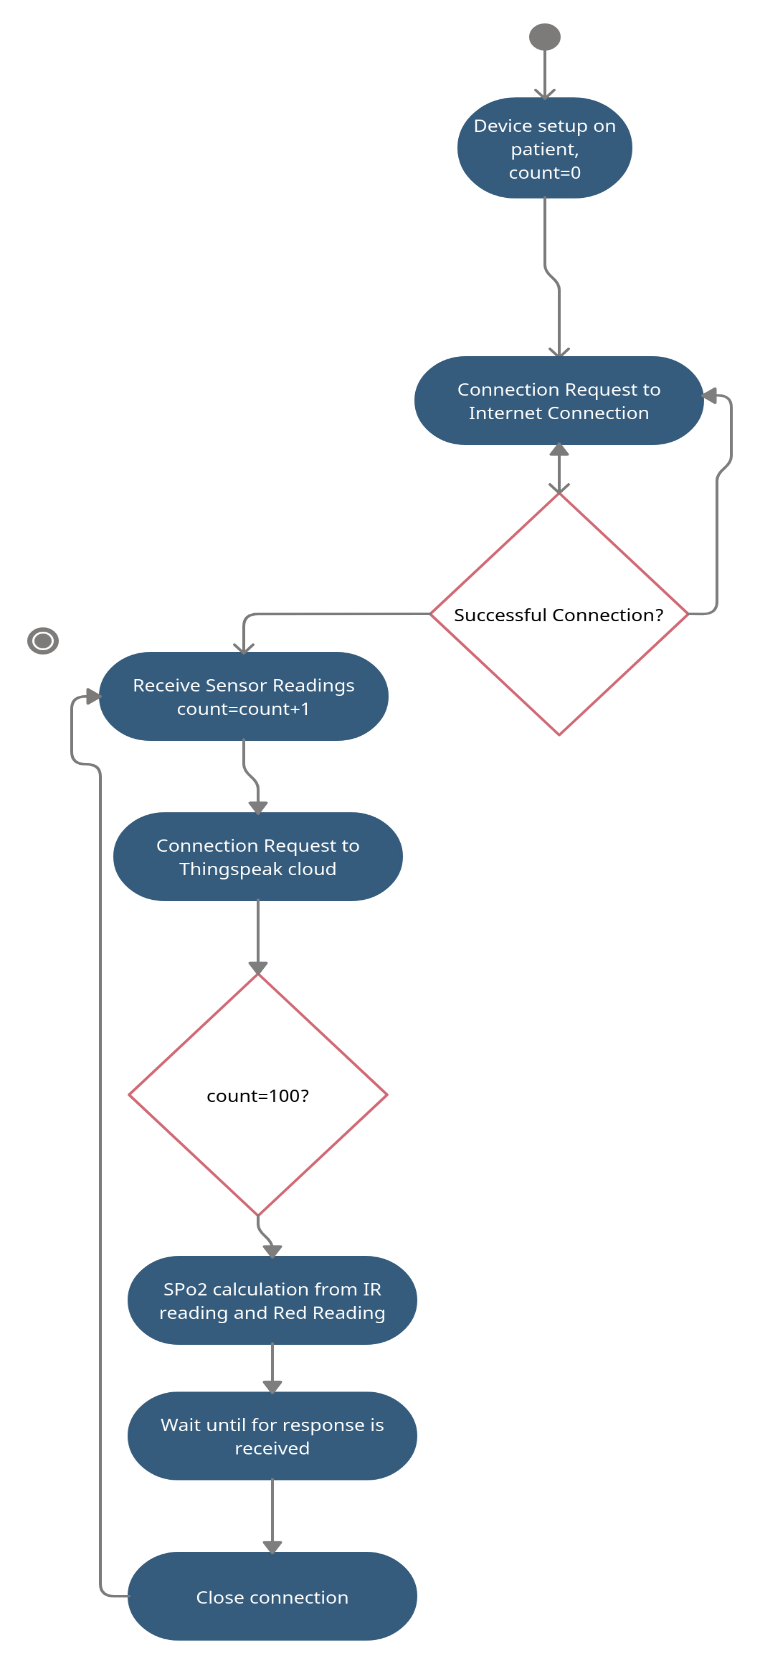 Device setup on
patient,
count=0
Connection Request to
Internet Connection
Successful Connection?
Receive Sensor Readings
count=count+1
Connection Request to
Thingspeak cloud
count=100?
SPo2 calculation from IR
reading and Red Reading
Wait until for response is
received
Close connection